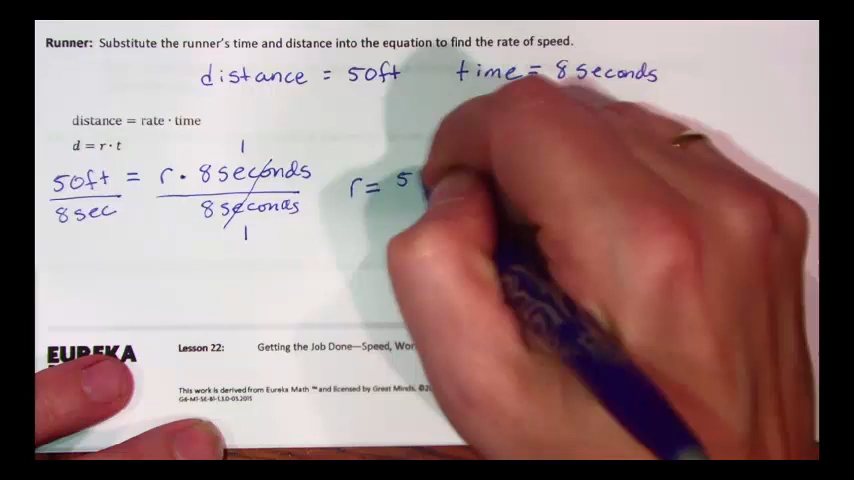 Runner: Substitute the runner's time and distance into the equation to find the rate of speed.
distance = 50ft time = 8 seconds
distance = rate · time
d = r · t
1
50ft = r · 8 seconds
8 sec 8 seconds
1
r = 5
EUREKA
Lesson 22: Getting the Job Done—Speed,
This work is derived from Eureka Math ™ and licensed by Great Minds.
G6-M1-SE-B1-1.3.0-05.2015